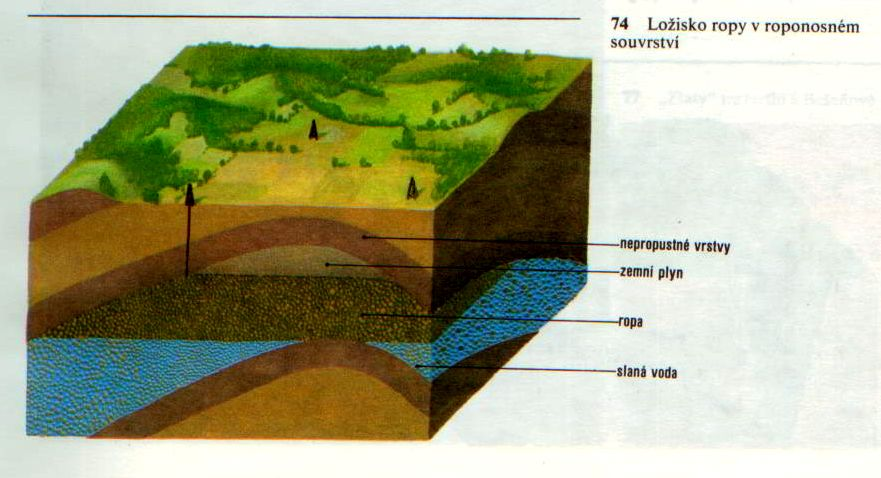 74 Ložisko ropy v roponosném
souvrství
nepropustné vrstvy
zemní plyn
ropa
slaná voda